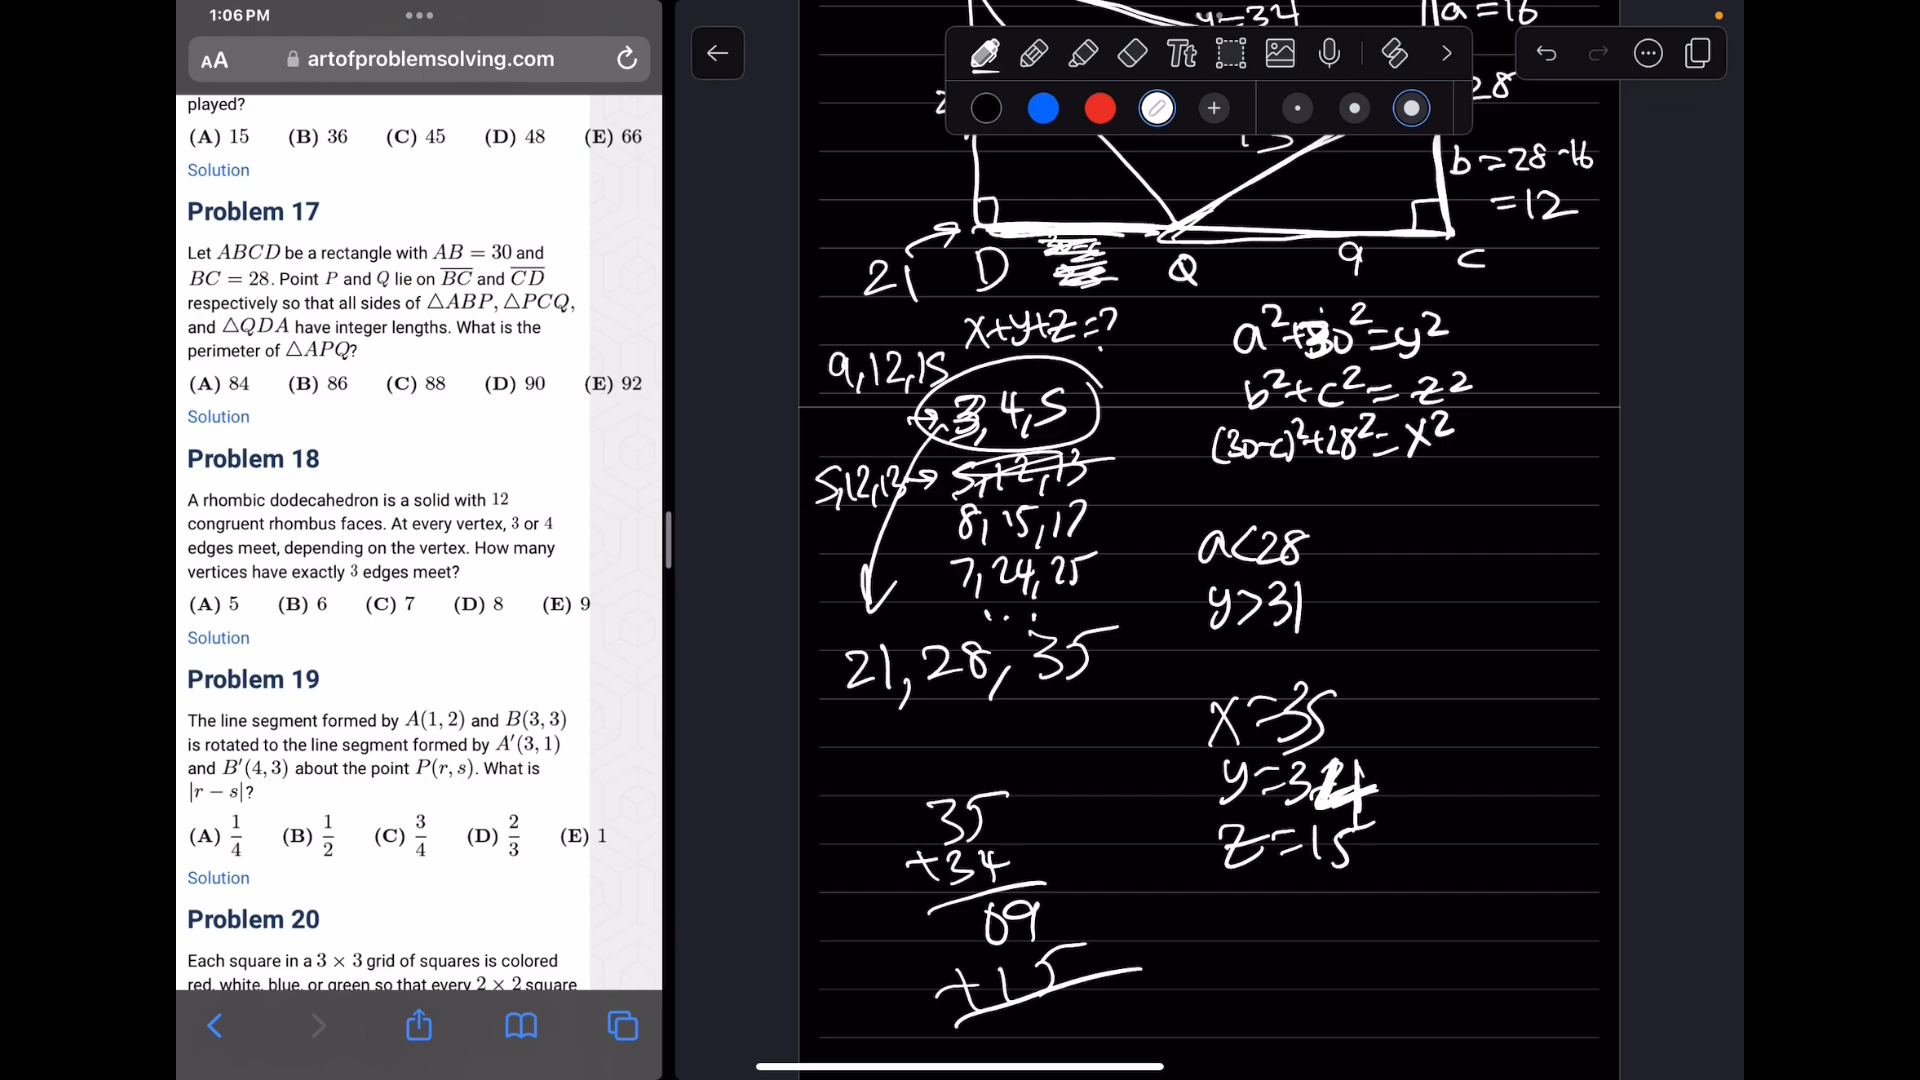 1:06 PM
AA artofproblemsolving.com
played?
(A) 15 (B) 36 (C) 45 (D) 48 (E) 66
Solution
Problem 17
Let ABCD be a rectangle with AB = 30 and
BC = 28. Point P and Q lie on BC and CD
respectively so that all sides of △ABP, △PCQ,
and △QDA have integer lengths. What is the
perimeter of △APQ?
(A) 84 (B) 86 (C) 88 (D) 90 (E) 92
Solution
Problem 18
A rhombic dodecahedron is a solid with 12
congruent rhombus faces. At every vertex, 3 or 4
edges meet, depending on the vertex. How many
vertices have exactly 3 edges meet?
(A) 5 (B) 6 (C) 7 (D) 8 (E) 9
Solution
Problem 19
The line segment formed by A(1, 2) and B(3, 3)
is rotated to the line segment formed by A′(3, 1)
and B′(4, 3) about the point P(r, s). What is
|r − s|?
(A) 1/4 (B) 1/2 (C) 3/4 (D) 2/3 (E) 1
Solution
Problem 20
Each square in a 3 × 3 grid of squares is colored
red, white, blue, or green so that every 2 × 2 square
Tt
y=34
a=16
28
b=28-16
=12
21 D Q 9 C
x+y+z=?
9,12,15
3,4,5
5,12,13 → 5,12,13
8,15,17
7,24,25
21,28,35
a²+30²=y²
b²+c²=z²
(30-c)²+28²=x²
a<28
y>31
x=35
y=34
z=15
35
+34
69
+15